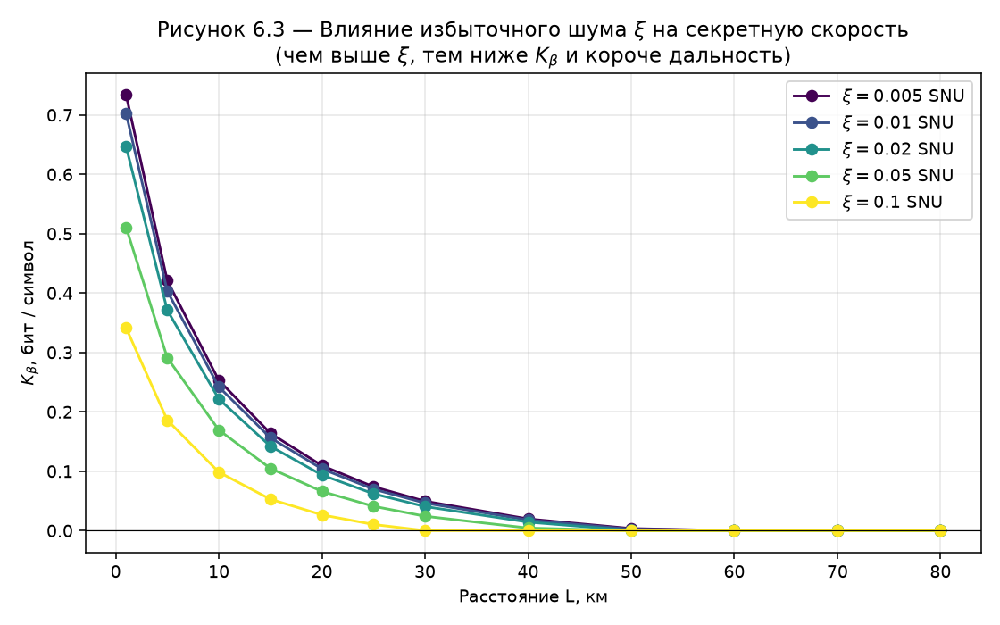 Рисунок 6.3 — Влияние избыточного шума ξ на секретную скорость
(чем выше ξ, тем ниже Kβ и короче дальность)
ξ = 0.005 SNU
ξ = 0.01 SNU
ξ = 0.02 SNU
ξ = 0.05 SNU
ξ = 0.1 SNU
Kβ, бит / символ
0.7
0.6
0.5
0.4
0.3
0.2
0.1
0.0
0 10 20 30 40 50 60 70 80
Расстояние L, км